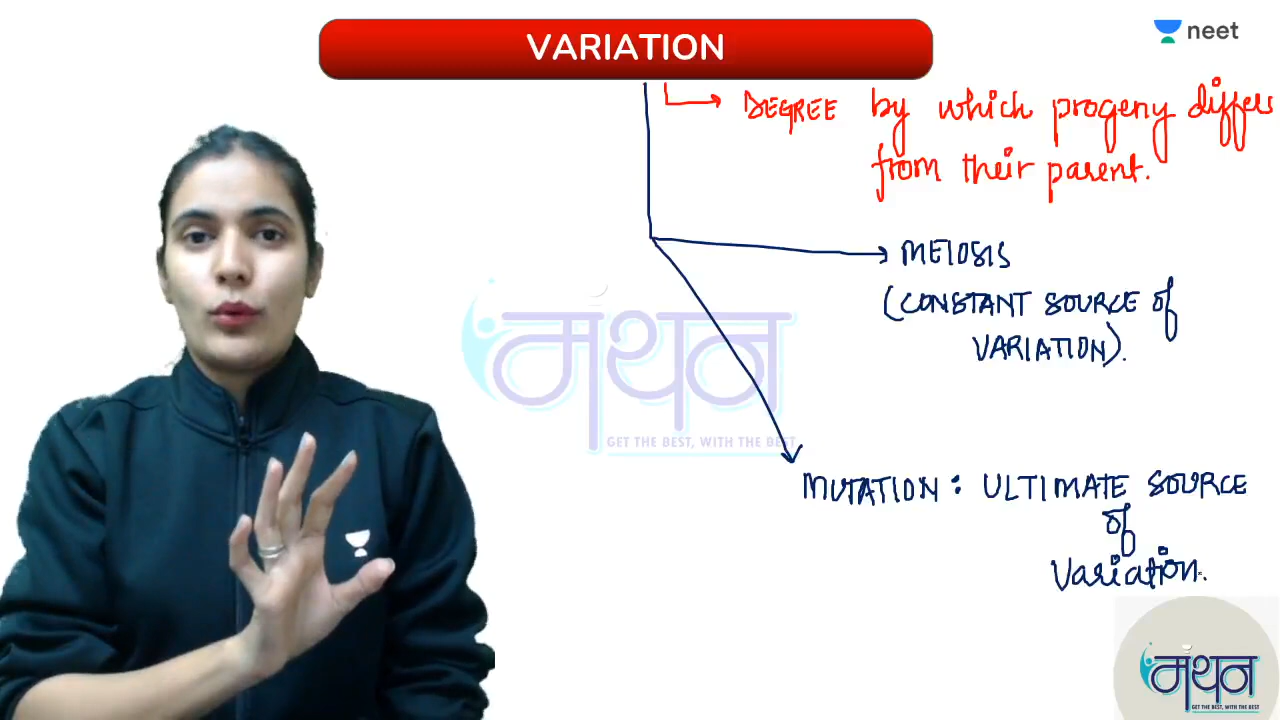 VARIATION
neet
DEGREE by which progeny differs
from their parent.
MEIOSIS
(CONSTANT SOURCE of
VARIATION).
मंथन
GET THE BEST, WITH THE BEST
MUTATION : ULTIMATE SOURCE
of
Variation.
मंथन
GET THE BEST, WITH THE BEST